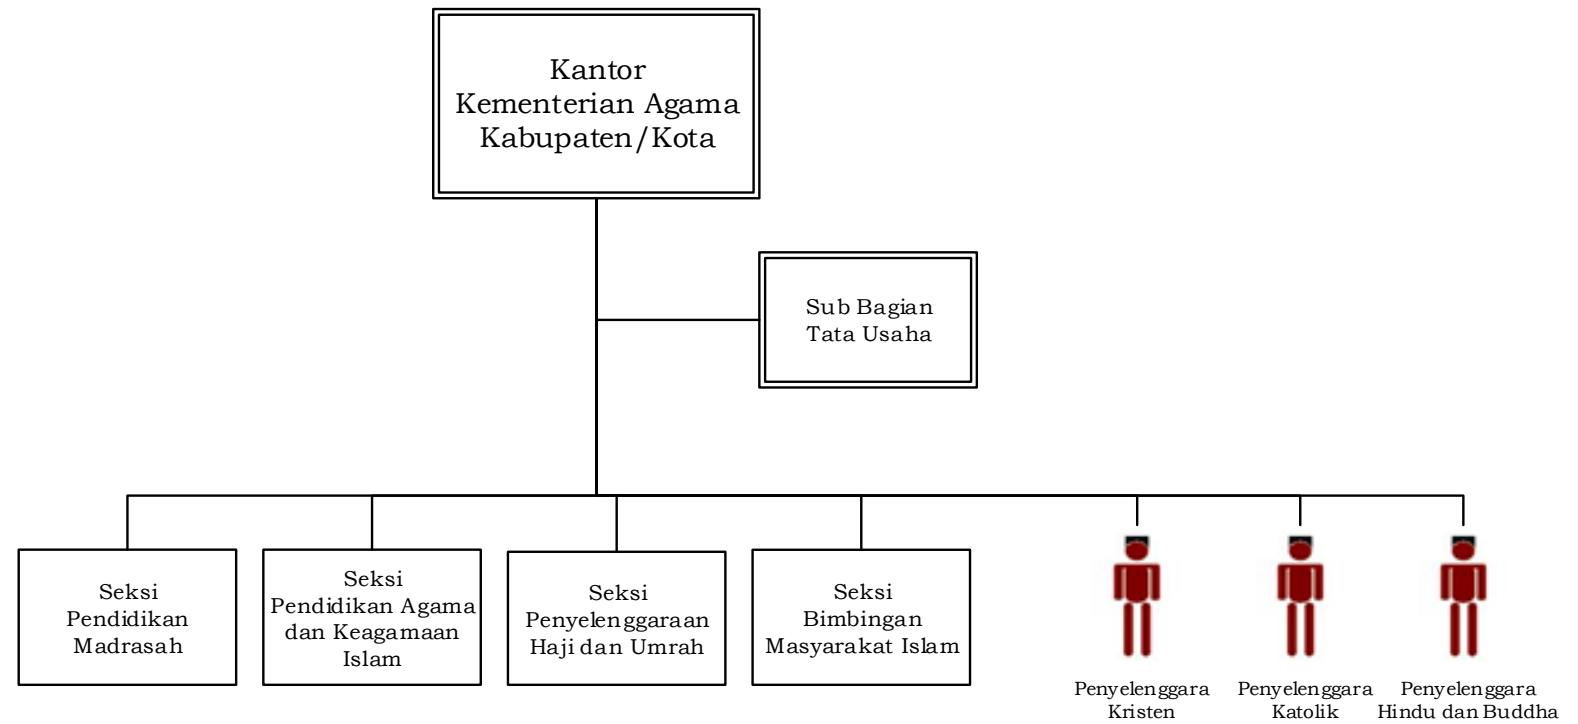 Kantor
Kementerian Agama
Kabupaten/Kota
Sub Bagian
Tata Usaha
Seksi
Pendidikan
Madrasah
Seksi
Pendidikan Agama
dan Keagamaan
Islam
Seksi
Penyelenggaraan
Haji dan Umrah
Seksi
Bimbingan
Masyarakat Islam
Penyelenggara
Kristen
Penyelenggara
Katolik
Penyelenggara
Hindu dan Buddha